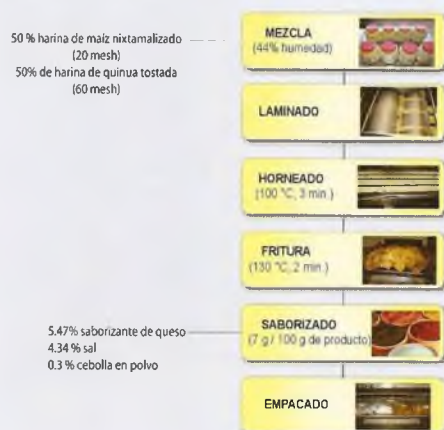 50 % harina de maíz nixtamalizado
(20 mesh)
50% de harina de quinua tostada
(60 mesh)
MEZCLA
(44% humedad)
LAMINADO
HORNEADO
(100 °C, 3 min.)
FRITURA
(130 °C, 2 min.)
5.47% saborizante de queso
4.34 % sal
0.3 % cebolla en polvo
SABORIZADO
(7 g / 100 g de producto)
EMPACADO